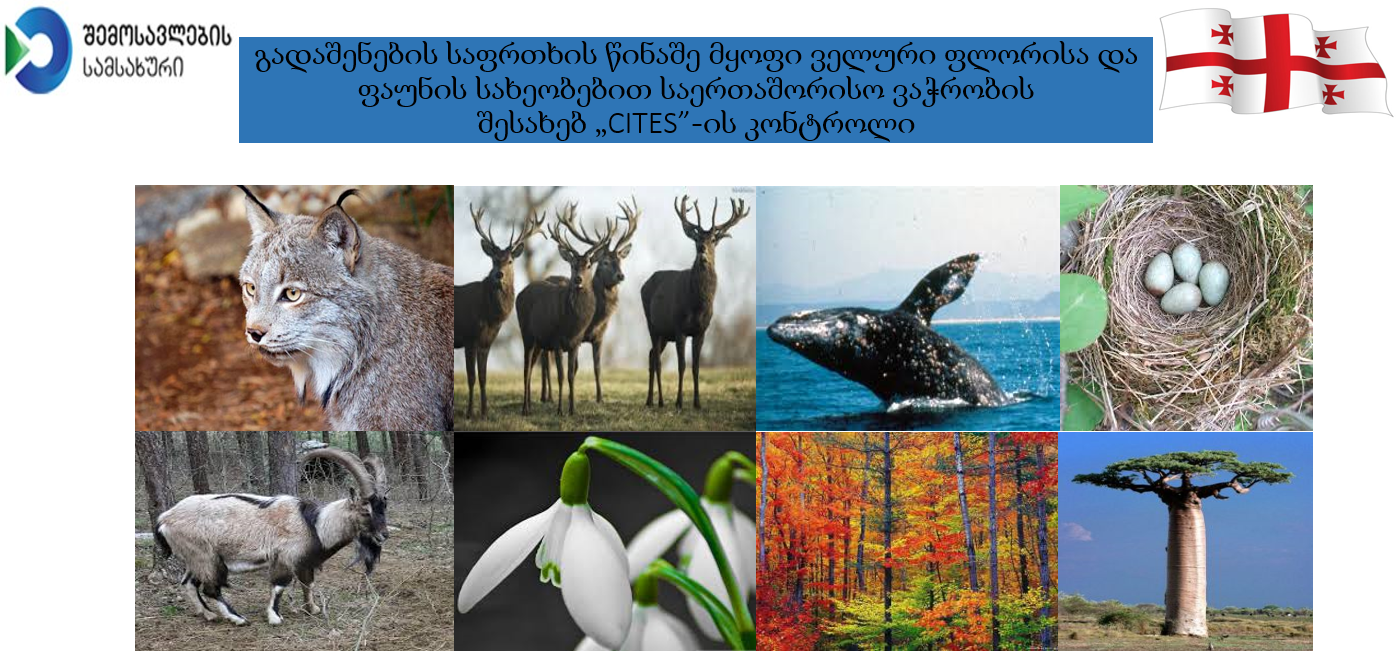 შემოსავლების
სამსახური
გადაშენების საფრთხის წინაშე მყოფი ველური ფლორისა და
ფაუნის სახეობებით საერთაშორისო ვაჭრობის
შესახებ „CITES”-ის კონტროლი